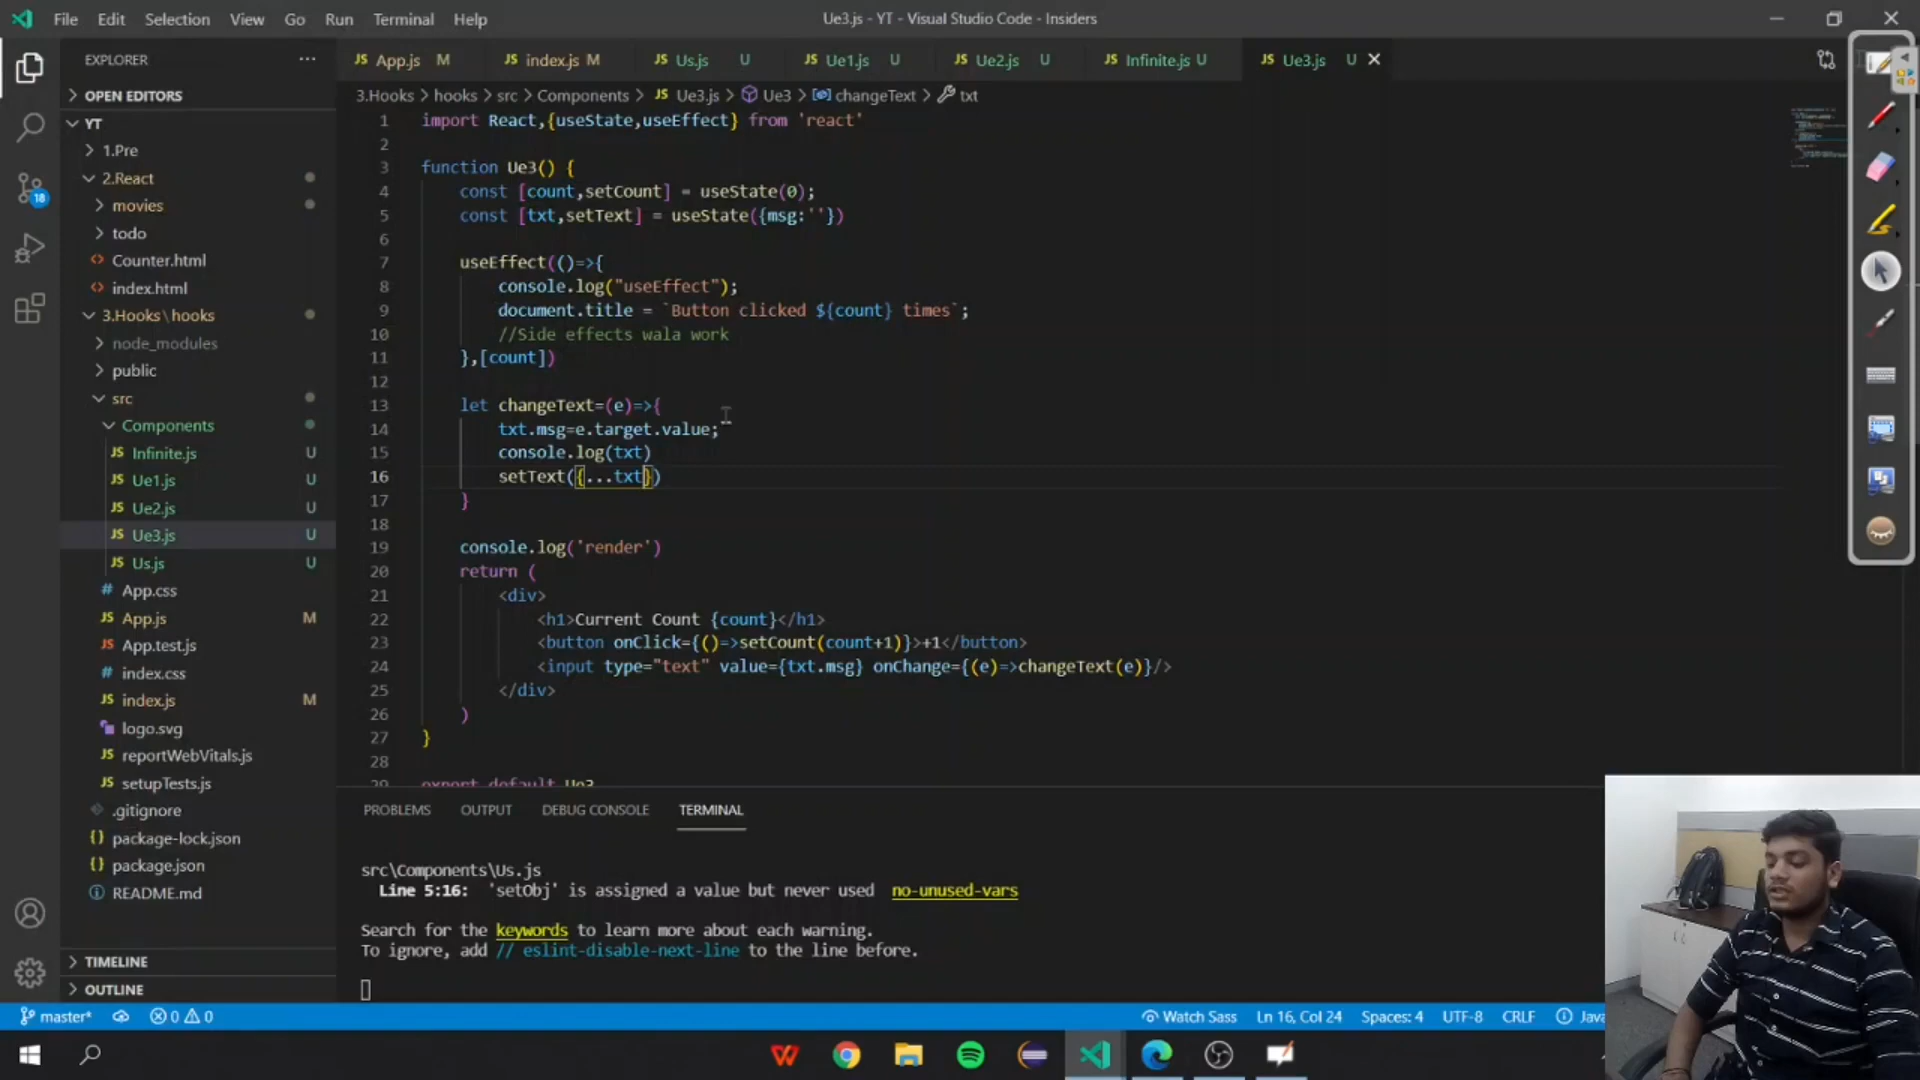 File Edit Selection View Go Run Terminal Help
Ue3.js - YT - Visual Studio Code - Insiders
EXPLORER
OPEN EDITORS
YT
1.Pre
2.React
movies
todo
Counter.html
index.html
3.Hooks\hooks
node_modules
public
src
Components
Infinite.js U
Ue1.js U
Ue2.js U
Ue3.js U
Us.js U
App.css
App.js M
App.test.js
index.css
index.js M
logo.svg
reportWebVitals.js
setupTests.js
.gitignore
package-lock.json
package.json
README.md
TIMELINE
OUTLINE
18
JS App.js M JS index.js M JS Us.js U JS Ue1.js U JS Ue2.js U JS Infinite.js U JS Ue3.js U
3.Hooks > hooks > src > Components > JS Ue3.js > Ue3 > changeText > txt
1 import React,{useState,useEffect} from 'react'
2
3 function Ue3() {
4 const [count,setCount] = useState(0);
5 const [txt,setText] = useState({msg:''})
6
7 useEffect(()=>{
8 console.log("useEffect");
9 document.title = `Button clicked ${count} times`;
10 //Side effects wala work
11 },[count])
12
13 let changeText=(e)=>{
14 txt.msg=e.target.value;
15 console.log(txt)
16 setText({...txt})
17 }
18
19 console.log('render')
20 return (
21 <div>
22 <h1>Current Count {count}</h1>
23 <button onClick={()=>setCount(count+1)}>+1</button>
24 <input type="text" value={txt.msg} onChange={(e)=>changeText(e)}/>
25 </div>
26 )
27 }
28
29 export default Ue3
PROBLEMS OUTPUT DEBUG CONSOLE TERMINAL
src\Components\Us.js
Line 5:16: 'setObj' is assigned a value but never used no-unused-vars
Search for the keywords to learn more about each warning.
To ignore, add // eslint-disable-next-line to the line before.
master* 0 0 Watch Sass Ln 16, Col 24 Spaces: 4 UTF-8 CRLF